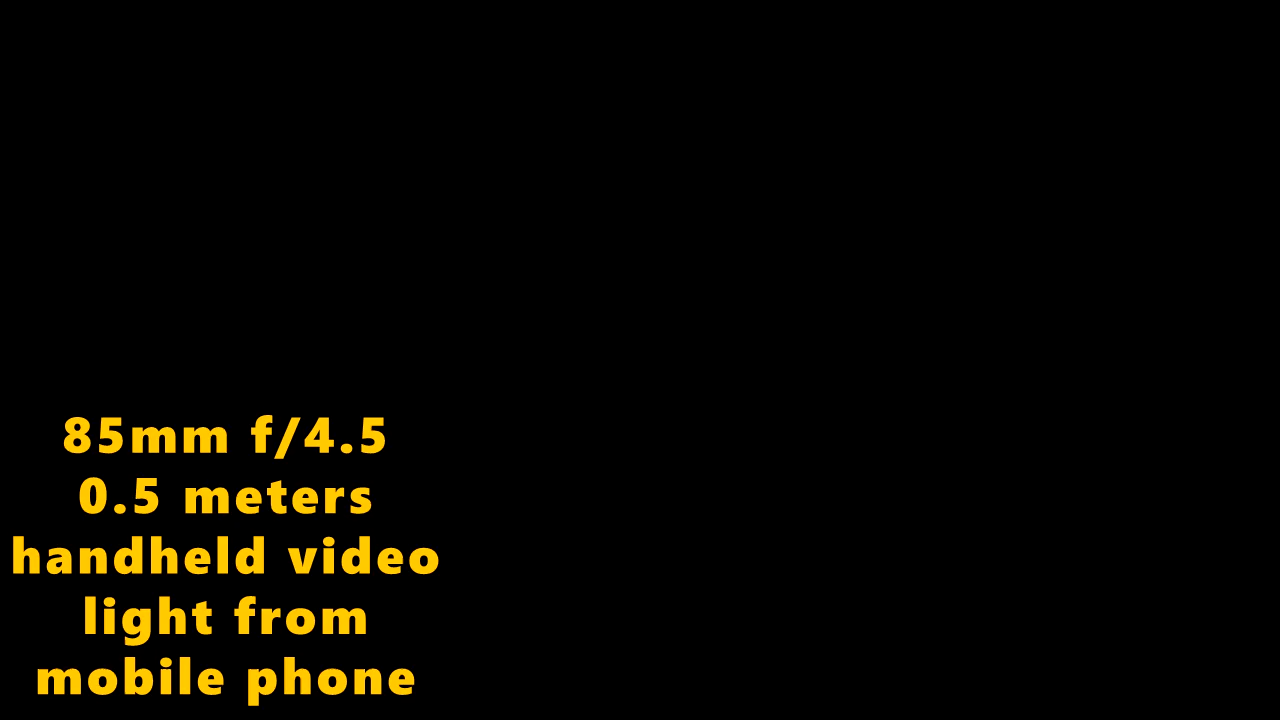 85mm f/4.5
0.5 meters
handheld video
light from
mobile phone